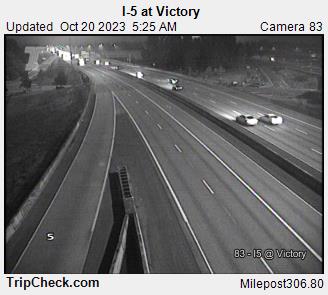 I-5 at Victory
Updated  Oct 20 2023  5:25 AM
Camera 83
S
83 - I5 @ Victory
TripCheck.com
Milepost306.80